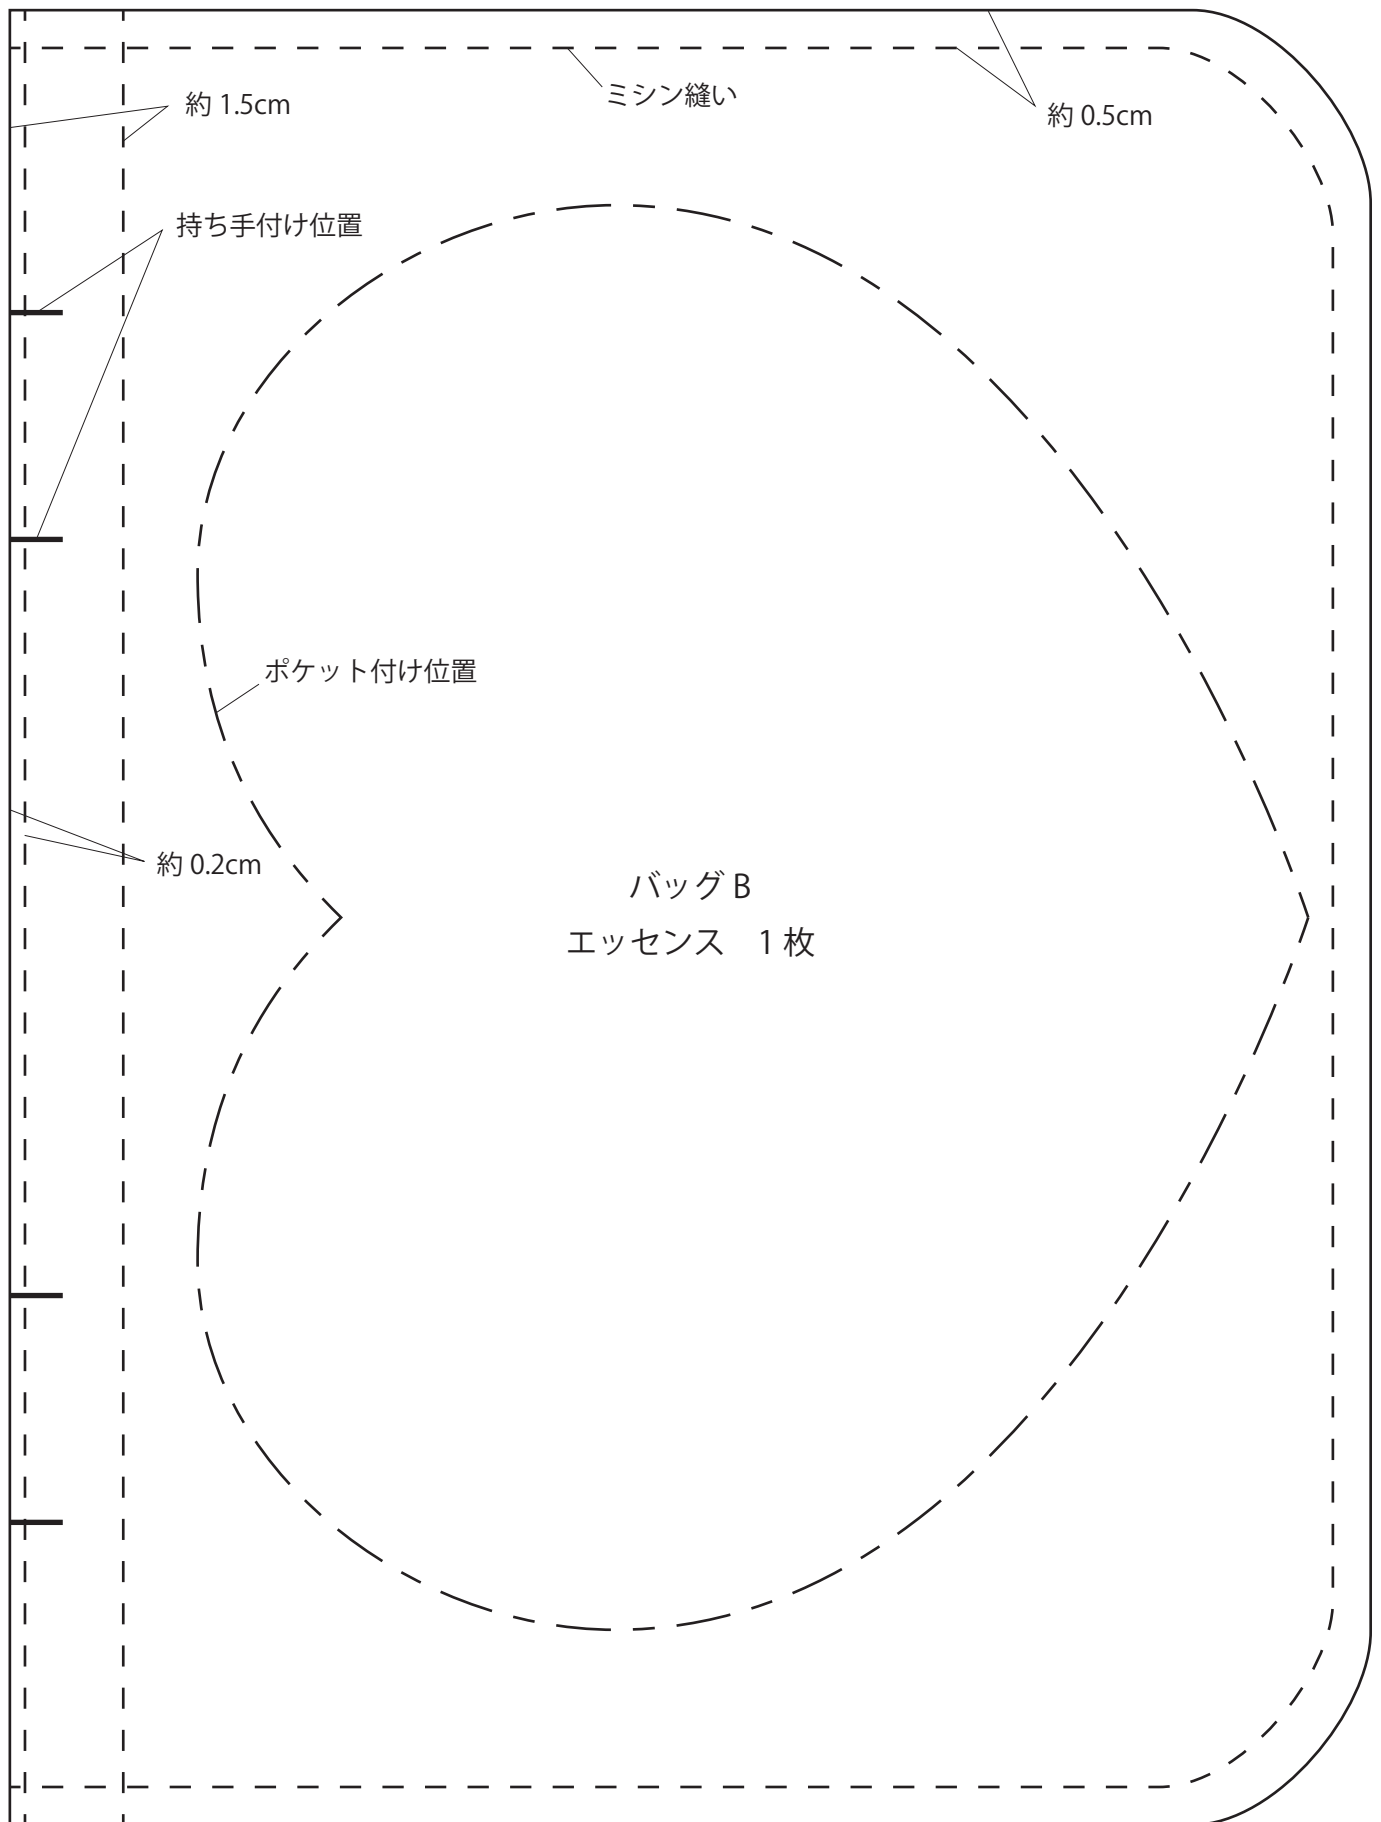 ミシン縫い
約 1.5cm
約 0.5cm
持ち手付け位置
ポケット付け位置
約 0.2cm
バッグ B
エッセンス　1 枚